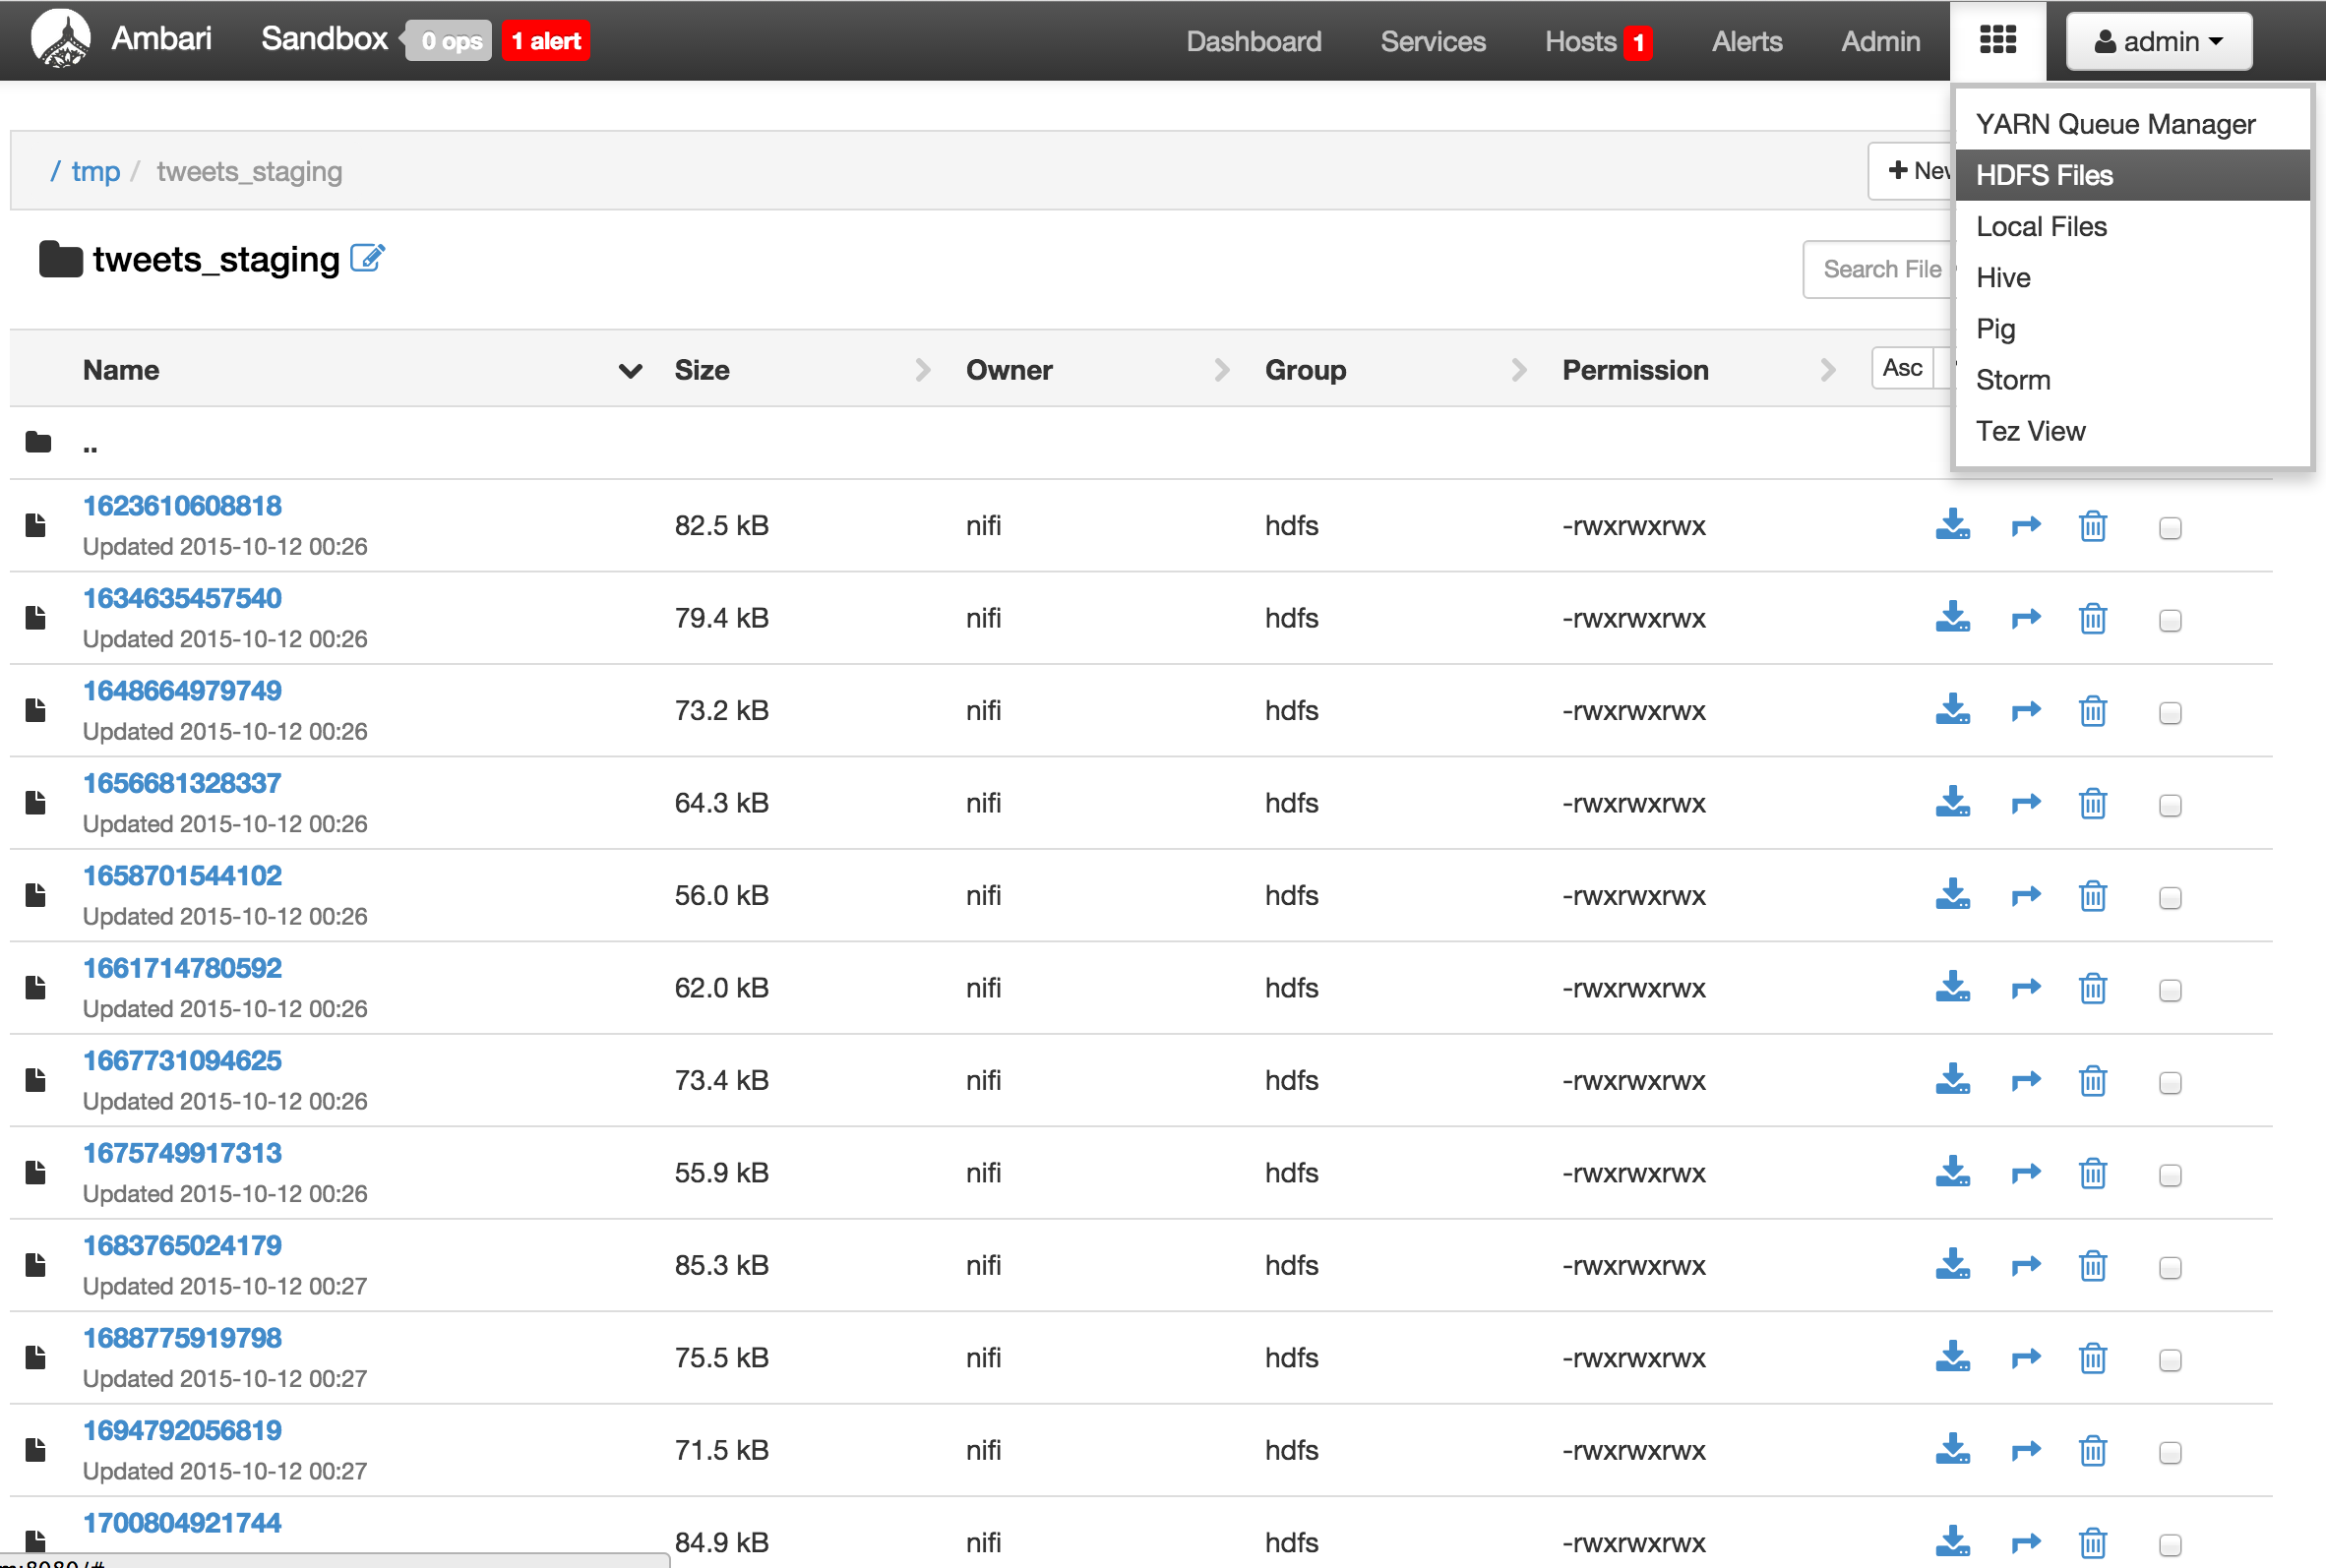 Ambari Sandbox 0 ops 1 alert Dashboard Services Hosts 1 Alerts Admin admin
YARN Queue Manager
HDFS Files
Local Files
Hive
Pig
Storm
Tez View
/ tmp / tweets_staging
tweets_staging
Search File
Name Size Owner Group Permission Asc
..
1623610608818
Updated 2015-10-12 00:26
82.5 kB nifi hdfs -rwxrwxrwx
1634635457540
Updated 2015-10-12 00:26
79.4 kB nifi hdfs -rwxrwxrwx
1648664979749
Updated 2015-10-12 00:26
73.2 kB nifi hdfs -rwxrwxrwx
1656681328337
Updated 2015-10-12 00:26
64.3 kB nifi hdfs -rwxrwxrwx
1658701544102
Updated 2015-10-12 00:26
56.0 kB nifi hdfs -rwxrwxrwx
1661714780592
Updated 2015-10-12 00:26
62.0 kB nifi hdfs -rwxrwxrwx
1667731094625
Updated 2015-10-12 00:26
73.4 kB nifi hdfs -rwxrwxrwx
1675749917313
Updated 2015-10-12 00:26
55.9 kB nifi hdfs -rwxrwxrwx
1683765024179
Updated 2015-10-12 00:27
85.3 kB nifi hdfs -rwxrwxrwx
1688775919798
Updated 2015-10-12 00:27
75.5 kB nifi hdfs -rwxrwxrwx
1694792056819
Updated 2015-10-12 00:27
71.5 kB nifi hdfs -rwxrwxrwx
1700804921744
84.9 kB nifi hdfs -rwxrwxrwx